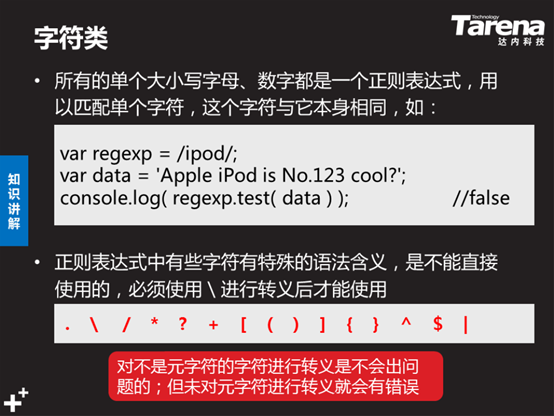 字符类
Technology
Tarena
达内科技
• 所有的单个大小写字母、数字都是一个正则表达式，用
以匹配单个字符，这个字符与它本身相同，如：
var regexp = /ipod/;
var data = 'Apple iPod is No.123 cool?';
console.log( regexp.test( data ) ); //false
知识讲解
• 正则表达式中有些字符有特殊的语法含义，是不能直接
使用的，必须使用 \ 进行转义后才能使用
. \ / * ? + [ ( ) ] { } ^ $ |
对不是元字符的字符进行转义是不会出问
题的；但未对元字符进行转义就会有错误